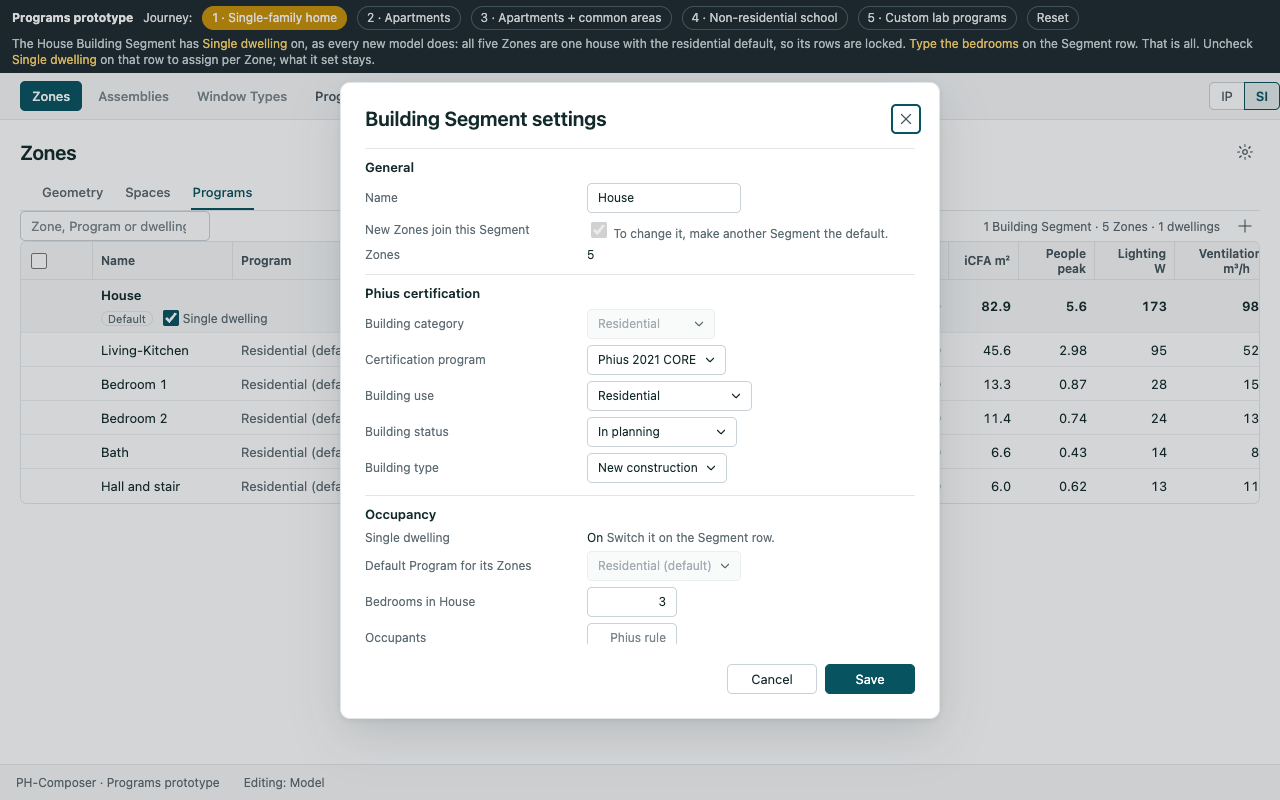 Programs prototype Journey: 1 · Single-family home 2 · Apartments 3 · Apartments + common areas 4 · Non-residential school 5 · Custom lab programs Reset
The House Building Segment has Single dwelling on, as every new model does: all five Zones are one house with the residential default, so its rows are locked. Type the bedrooms on the Segment row. That is all. Uncheck
Single dwelling on that row to assign per Zone; what it set stays.
Zones Assemblies Window Types IP SI
Zones
Geometry Spaces Programs
Zone, Program or dwelling 1 Building Segment · 5 Zones · 1 dwellings
Name Program iCFA m² People peak Lighting W Ventilation m³/h
House 82.9 5.6 173 98
Default Single dwelling
Living-Kitchen Residential 45.6 2.98 95 52
Bedroom 1 Residential 13.3 0.87 28 15
Bedroom 2 Residential 11.4 0.74 24 13
Bath Residential 6.6 0.43 14 8
Hall and stair Residential 6.0 0.62 13 11
Building Segment settings
General
Name House
New Zones join this Segment To change it, make another Segment the default.
Zones 5
Phius certification
Building category Residential
Certification program Phius 2021 CORE
Building use Residential
Building status In planning
Building type New construction
Occupancy
Single dwelling On Switch it on the Segment row.
Default Program for its Zones Residential (default)
Bedrooms in House 3
Occupants Phius rule
Cancel Save
PH-Composer · Programs prototype Editing: Model